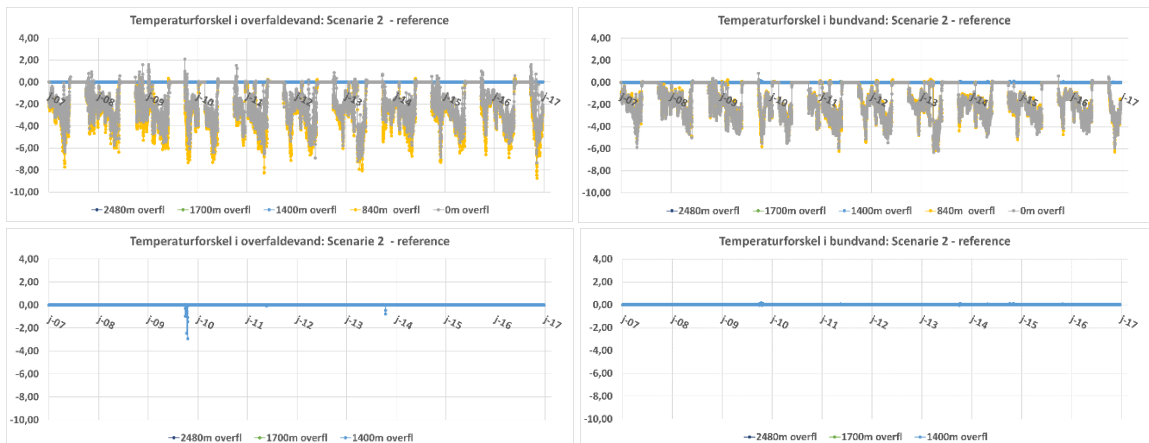 Temperaturforskel i overfaldevand: Scenarie 2 - reference
4,00
2,00
0,00
-2,00
-4,00
-6,00
-8,00
-10,00
j-07
j-08
j-09
j-10
j-11
j-12
j-13
j-14
j-15
j-16
j-17
2480m overfl
1700m overfl
1400m overfl
840m overfl
0m overfl
Temperaturforskel i bundvand: Scenarie 2 - reference
4,00
2,00
0,00
-2,00
-4,00
-6,00
-8,00
-10,00
j-07
j-08
j-09
j-10
j-11
j-12
j-13
j-14
j-15
j-16
j-17
2480m overfl
1700m overfl
1400m overfl
840m overfl
0m overfl
Temperaturforskel i overfaldevand: Scenarie 2 - reference
4,00
2,00
0,00
-2,00
-4,00
-6,00
-8,00
-10,00
j-07
j-08
j-09
j-10
j-11
j-12
j-13
j-14
j-15
j-16
j-17
2480m overfl
1700m overfl
1400m overfl
Temperaturforskel i bundvand: Scenarie 2 - reference
4,00
2,00
0,00
-2,00
-4,00
-6,00
-8,00
-10,00
j-07
j-08
j-09
j-10
j-11
j-12
j-13
j-14
j-15
j-16
j-17
2480m overfl
1700m overfl
1400m overfl